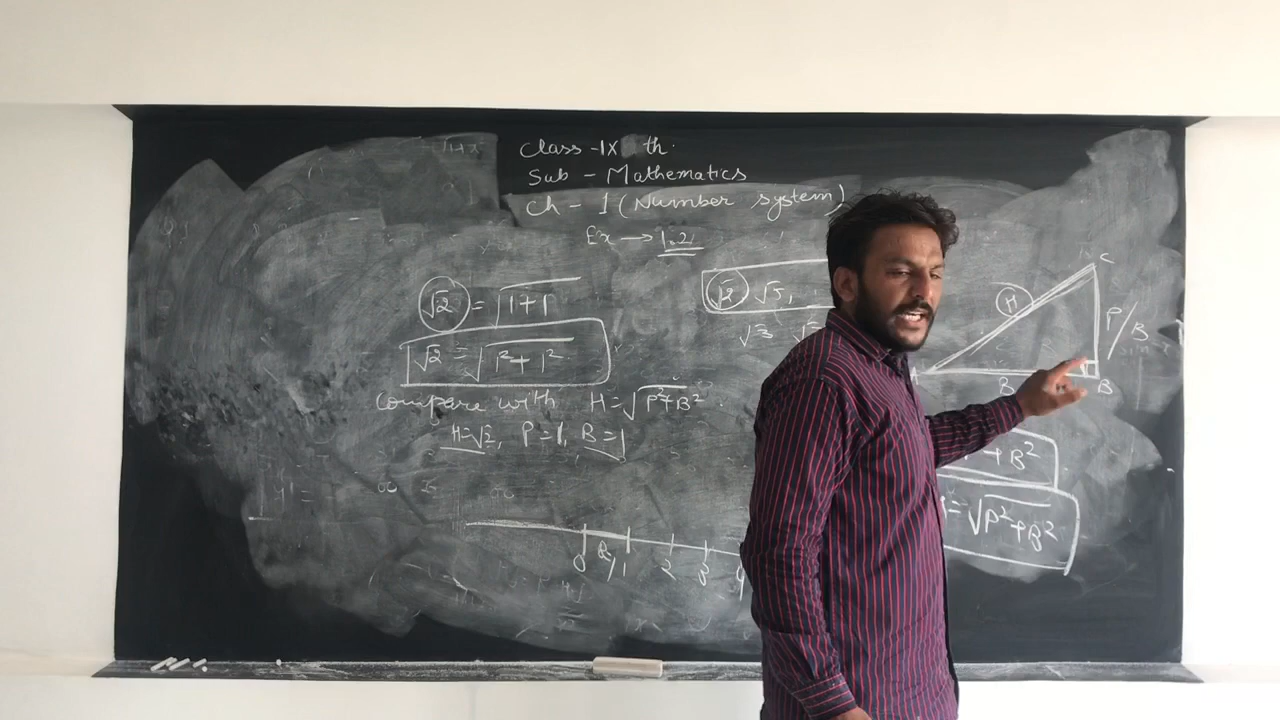 Class - IX th.
Sub - Mathematics
Ch - 1 (Number system)
Ex → 1.2
√2 = √1+1
√2 = √1²+1²
Compare with H = √P²+B²
H=√2, P=1, B=1
0 B/1 2 3
√2 √5,
√3
C
H
P/B
B
B
+B²
= √P²+B²